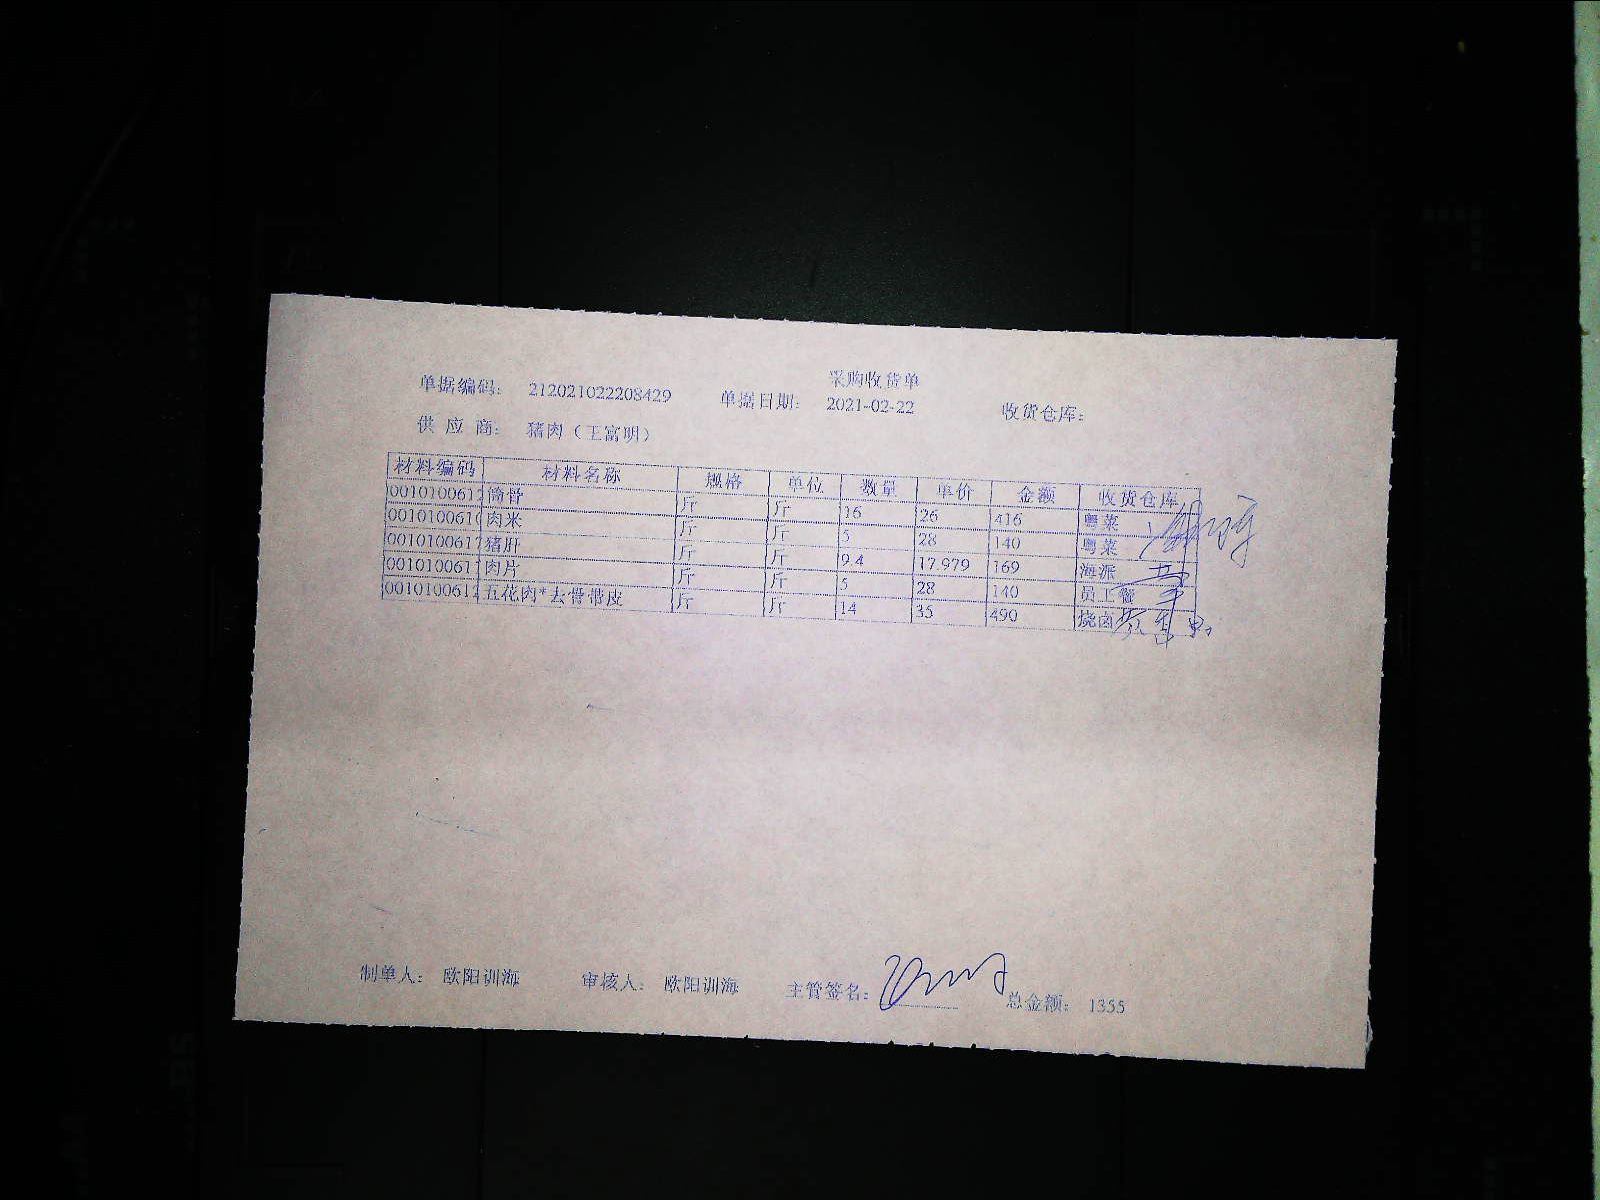 采购收货单
单据编码： 212021022208429 单据日期： 2021-02-22 收货仓库：
供 应 商： 猪肉（王富明）
材料编码 材料名称 规格 单位 数量 单价 金额 收货仓库
0010100612 筒骨 斤 斤 16 26 416 粤菜
001010061 肉米 斤 斤 5 28 140 粤菜
0010100617 猪肝 斤 斤 9.4 17.979 169 海派
001010061 肉片 斤 斤 5 28 140 员工餐
0010100612 五花肉*去骨带皮 斤 斤 14 35 490 烧卤
制单人： 欧阳训海 审核人： 欧阳训海 主管签名： 总金额： 1355